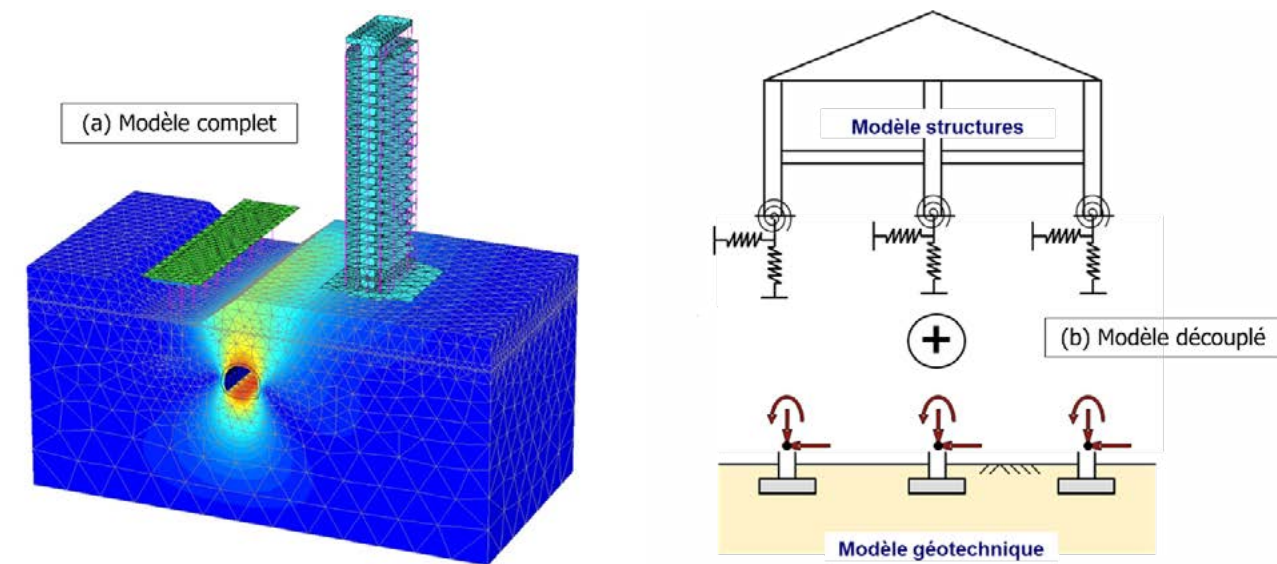 (a) Modèle complet
Modèle structures
+
(b) Modèle découplé
Modèle géotechnique